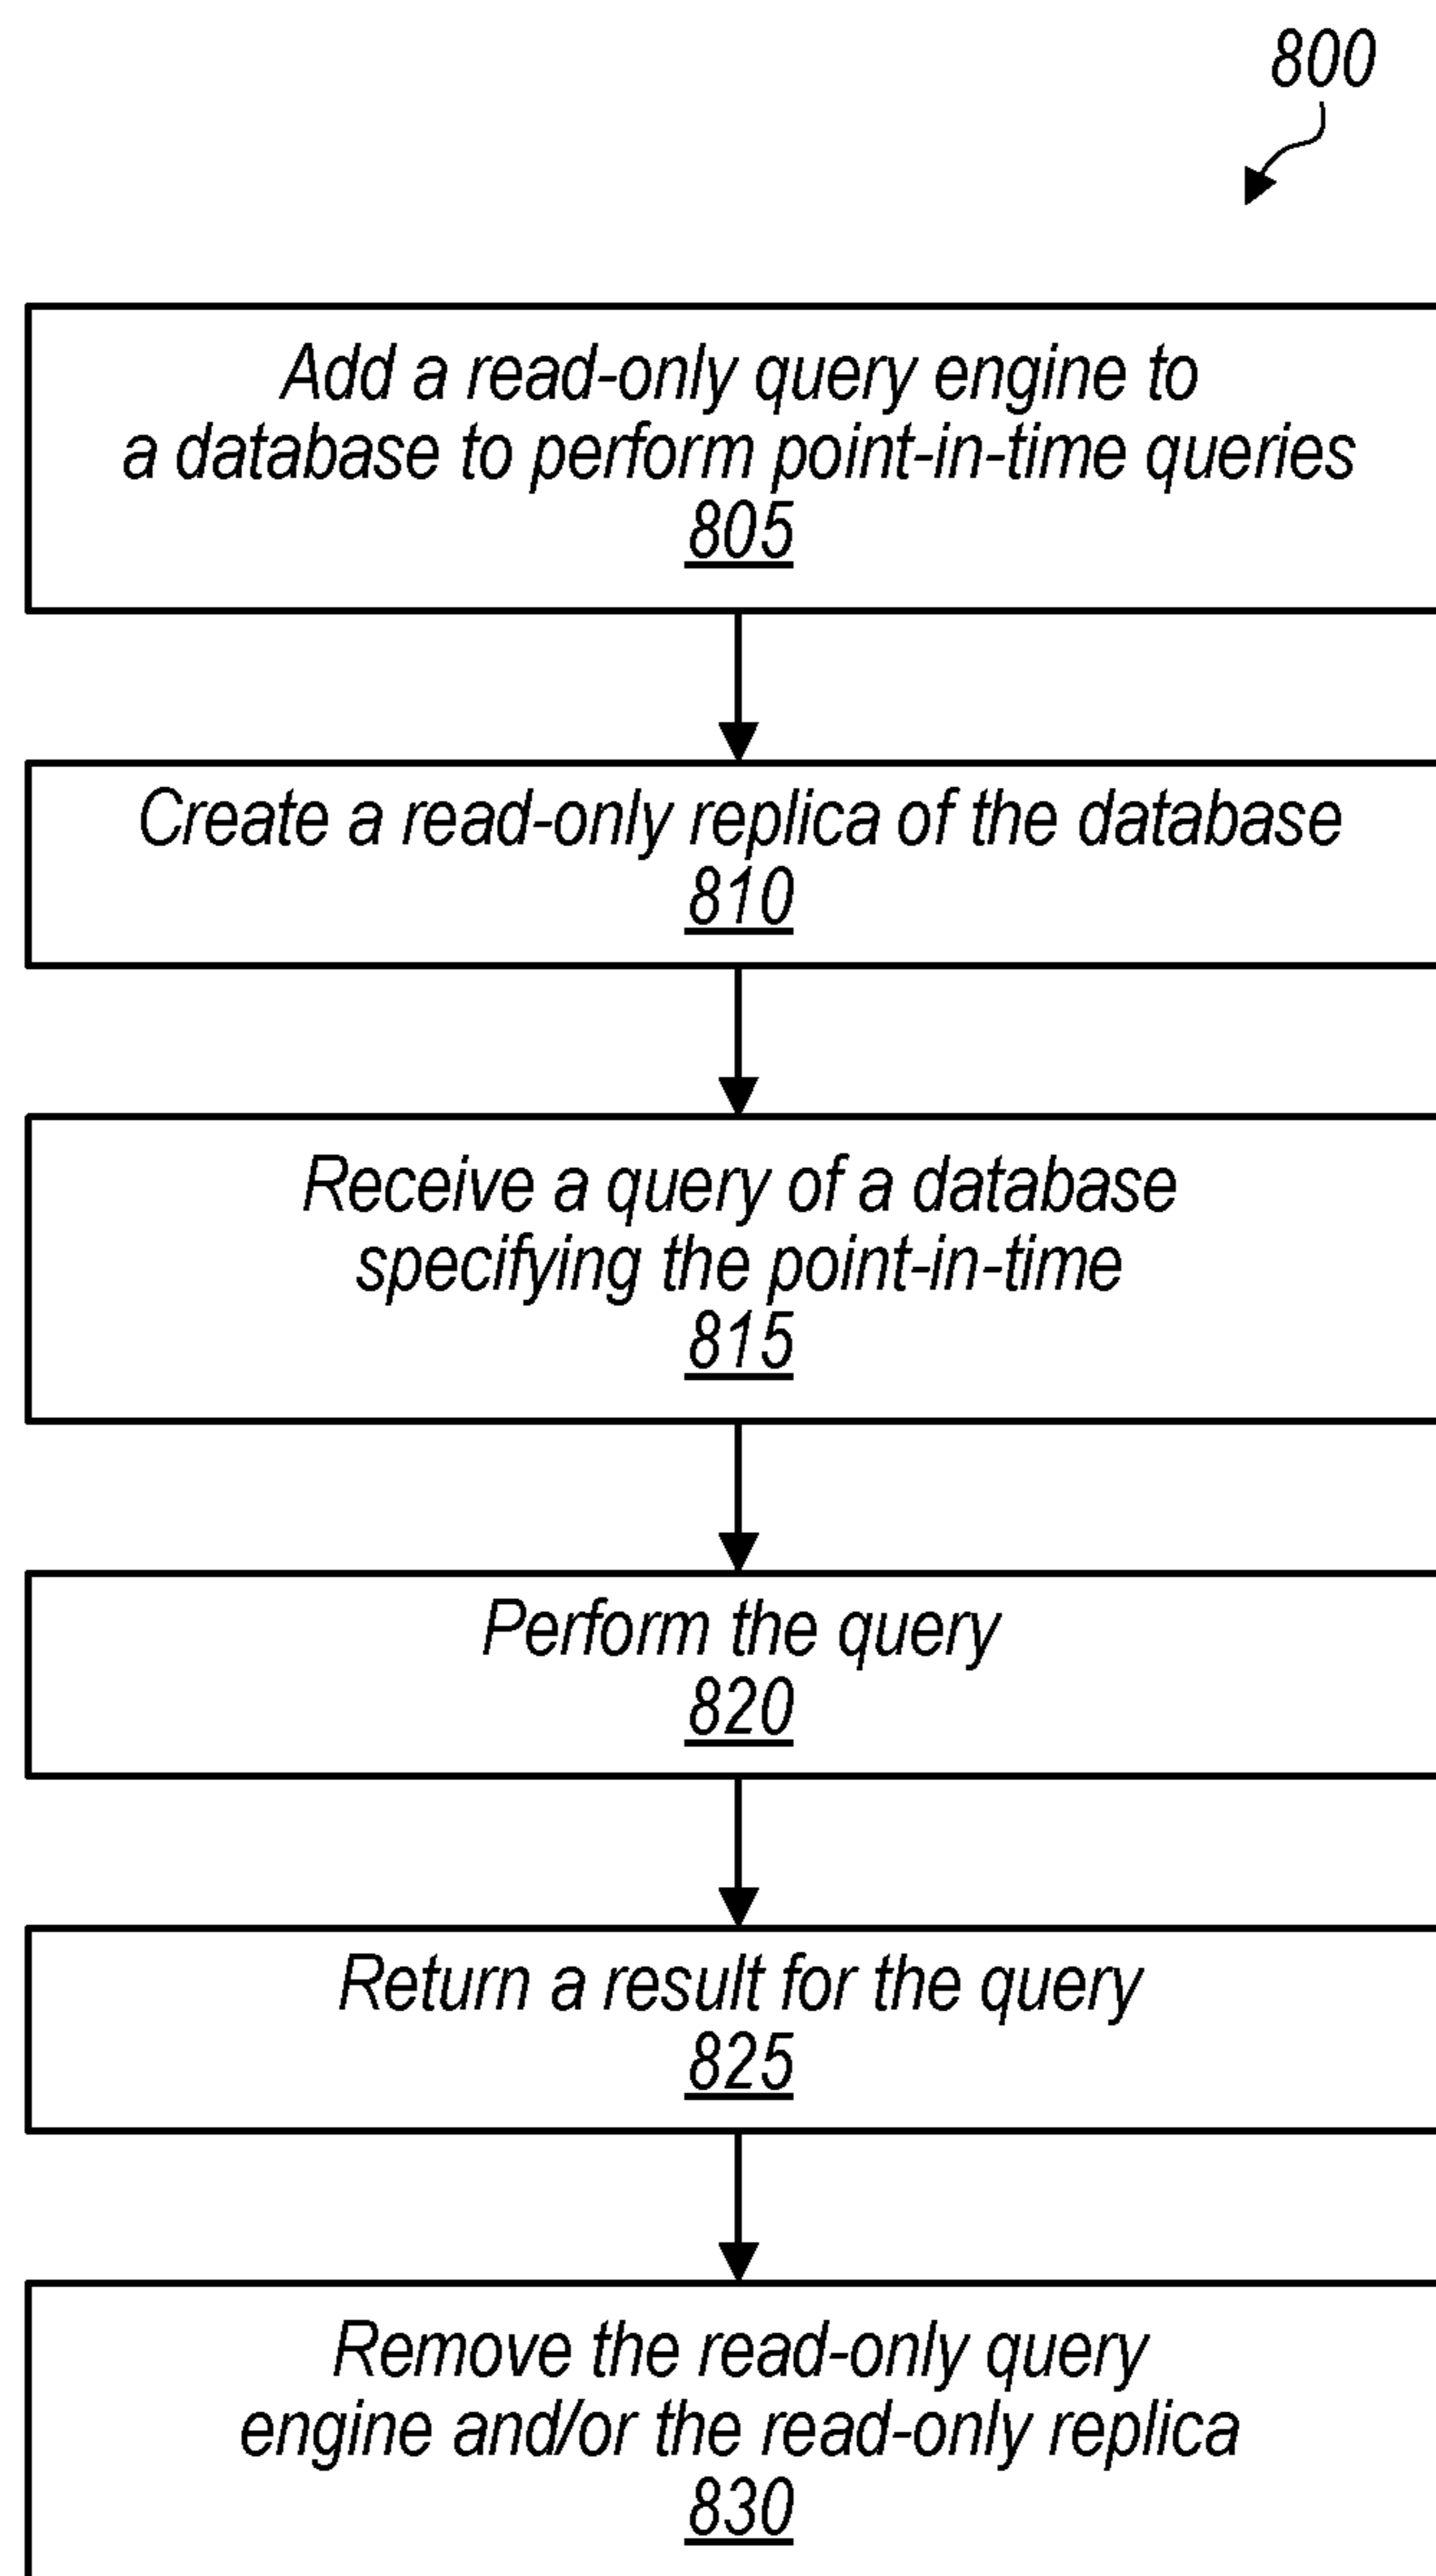 800
Add a read-only query engine to
a database to perform point-in-time queries
805
Create a read-only replica of the database
810
Receive a query of a database
specifying the point-in-time
815
Perform the query
820
Return a result for the query
825
Remove the read-only query
engine and/or the read-only replica
830